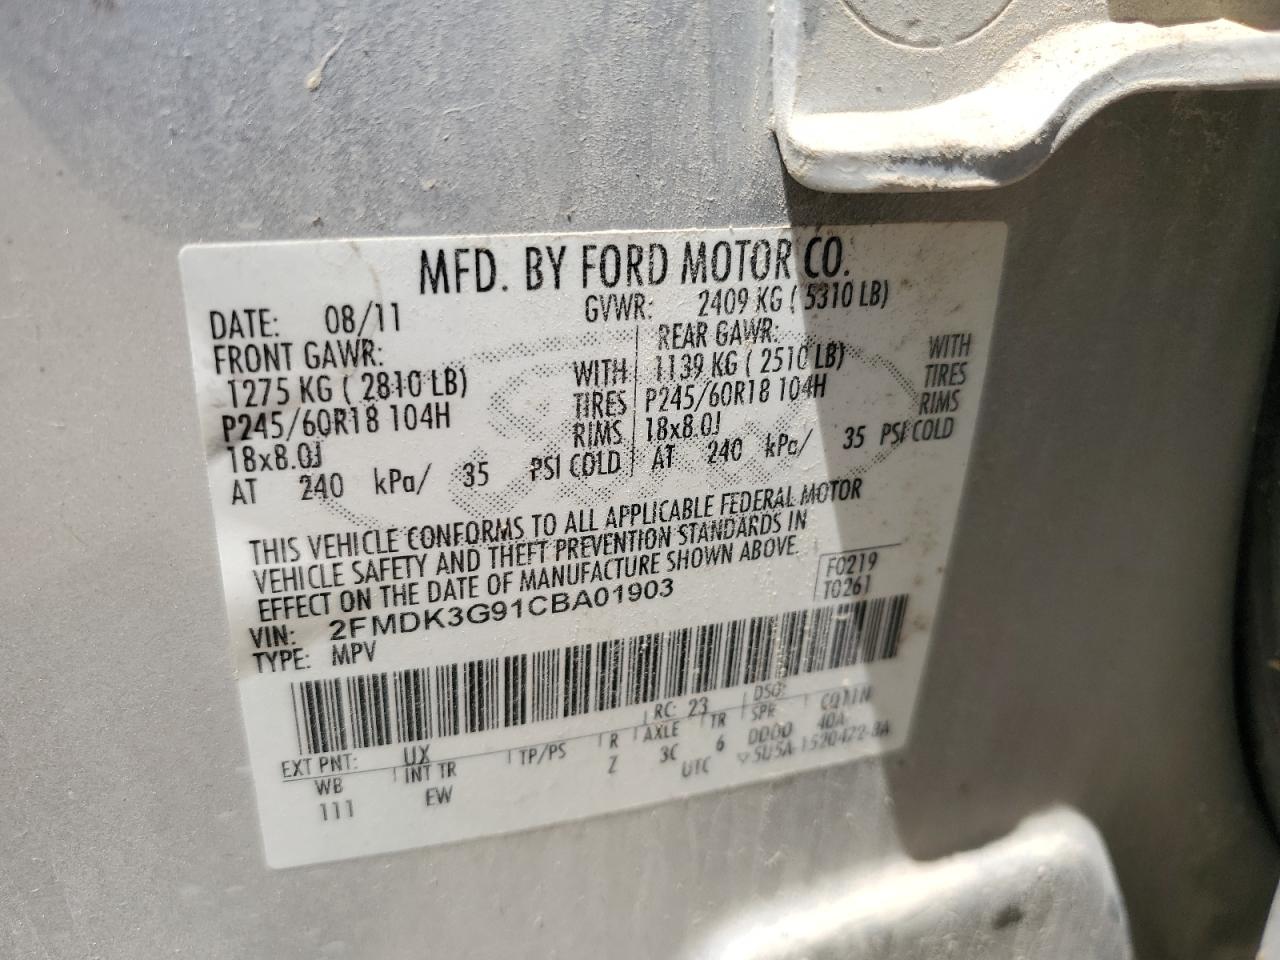 MFD. BY FORD MOTOR CO.
DATE: 08/11 GVWR: 2409 KG ( 5310 LB)
FRONT GAWR: REAR GAWR:
1275 KG ( 2810 LB) WITH 1139 KG ( 2510 LB) WITH
P245/60R18 104H TIRES P245/60R18 104H TIRES
18x8.0J RIMS 18x8.0J RIMS
AT 240 kPa/ 35 PSI COLD AT 240 kPa/ 35 PSI COLD
THIS VEHICLE CONFORMS TO ALL APPLICABLE FEDERAL MOTOR
VEHICLE SAFETY AND THEFT PREVENTION STANDARDS IN
EFFECT ON THE DATE OF MANUFACTURE SHOWN ABOVE.
F0219
T0261
VIN: 2FMDK3G91CBA01903
TYPE: MPV
EXT PNT: UX RC: 23 DSO:
WB INT TR TP/PS R AXLE TR SPR
111 EW Z 3C 6 DDDD 40A
UTC ▽5U5A-1520472-BA